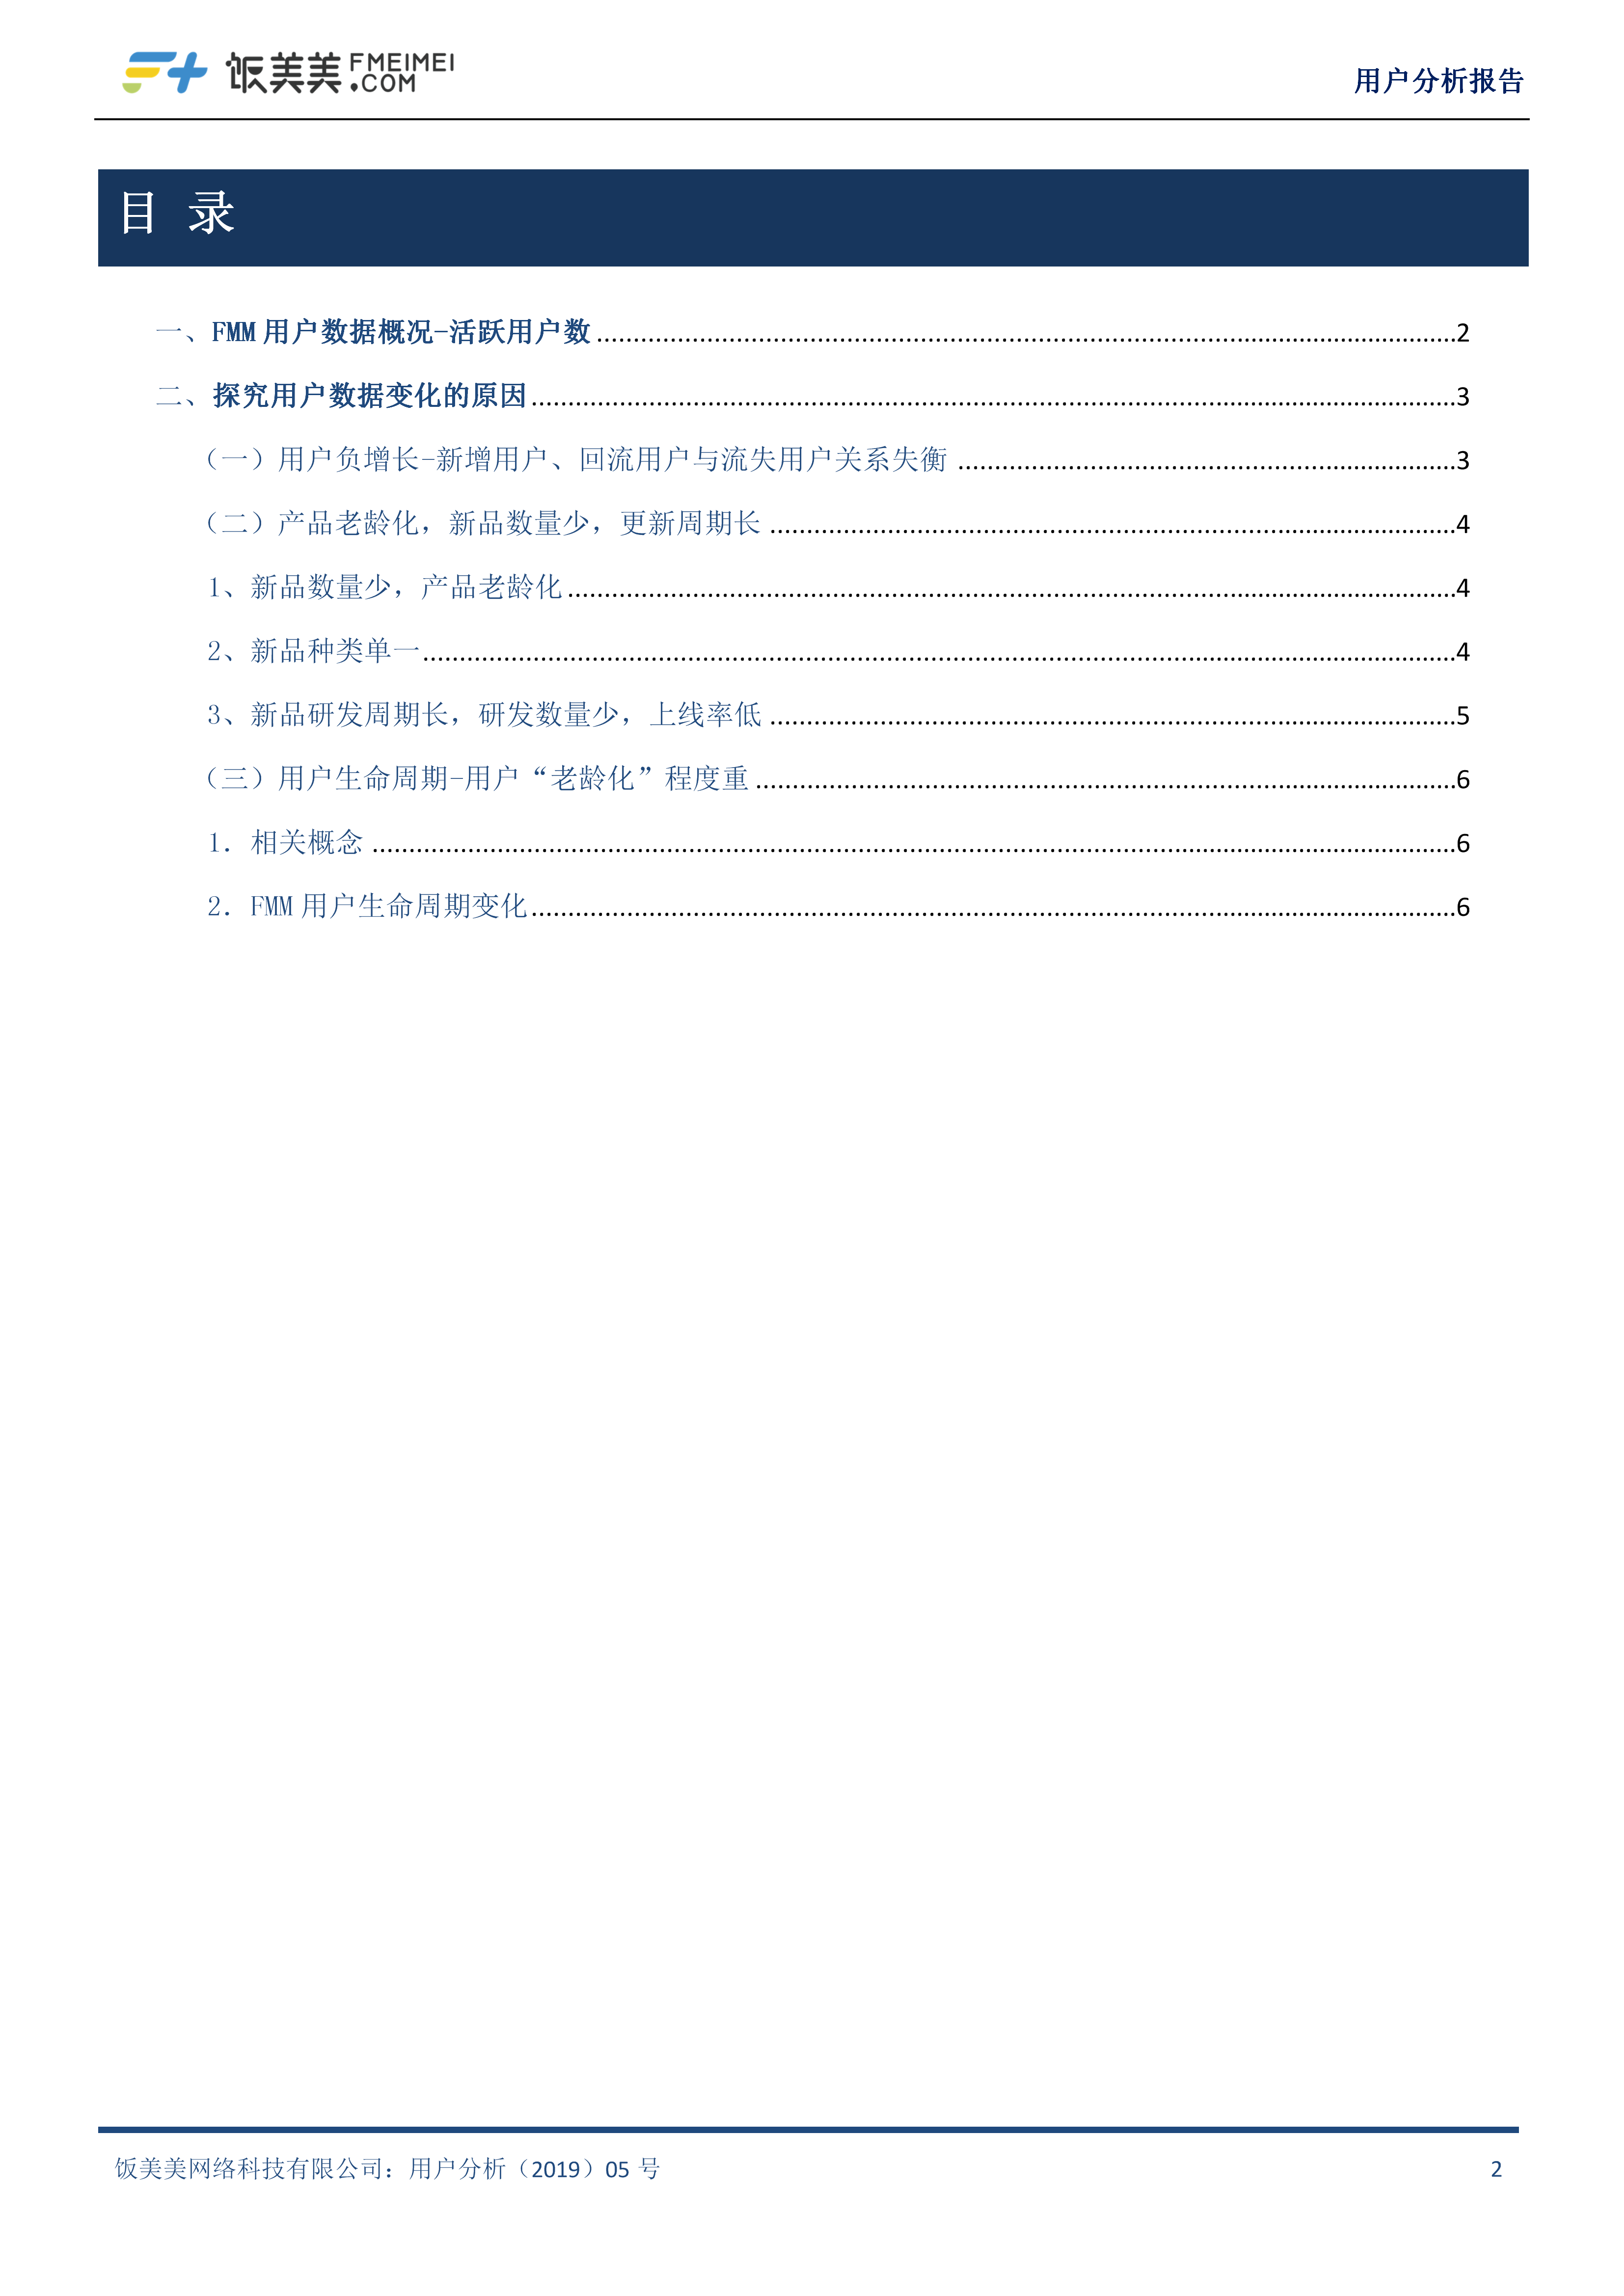 饭美美 FMEIMEI.COM
用户分析报告
目 录
一、FMM 用户数据概况-活跃用户数........2
二、探究用户数据变化的原因........3
（一）用户负增长-新增用户、回流用户与流失用户关系失衡........3
（二）产品老龄化，新品数量少，更新周期长........4
1、新品数量少，产品老龄化........4
2、新品种类单一........4
3、新品研发周期长，研发数量少，上线率低........5
（三）用户生命周期-用户“老龄化”程度重........6
1. 相关概念........6
2. FMM 用户生命周期变化........6
饭美美网络科技有限公司：用户分析（2019）05 号
2